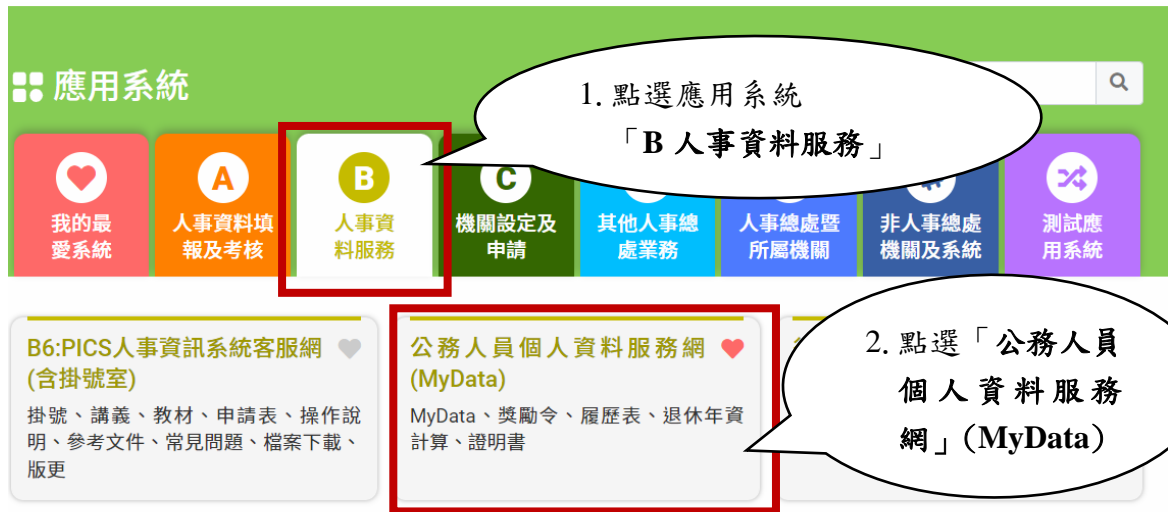 應用系統
1. 點選應用系統
「B 人事資料服務」
我的最
愛系統
A
人事資料填
報及考核
B
人事資
料服務
C
機關設定及
申請
其他人事總
處業務
人事總處暨
所屬機關
非人事總處
機關及系統
測試應
用系統
B6:PICS人事資訊系統客服網
(含掛號室)
掛號、講義、教材、申請表、操作說
明、參考文件、常見問題、檔案下載、
版更
公務人員個人資料服務網
(MyData)
MyData、獎勵令、履歷表、退休年資
計算、證明書
2. 點選「公務人員
個人資料服務
網」(MyData)